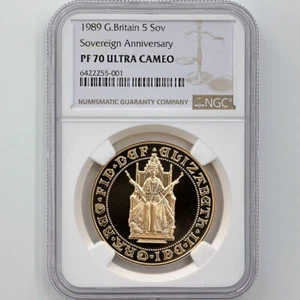 1989 G.Britain 5 Sov
Sovereign Anniversary
PF 70 ULTRA CAMEO
6422255-001
NUMISMATIC GUARANTY COMPANY
NGC
ELIZABETH·II·DEI·GRA·REG·FID·DEF